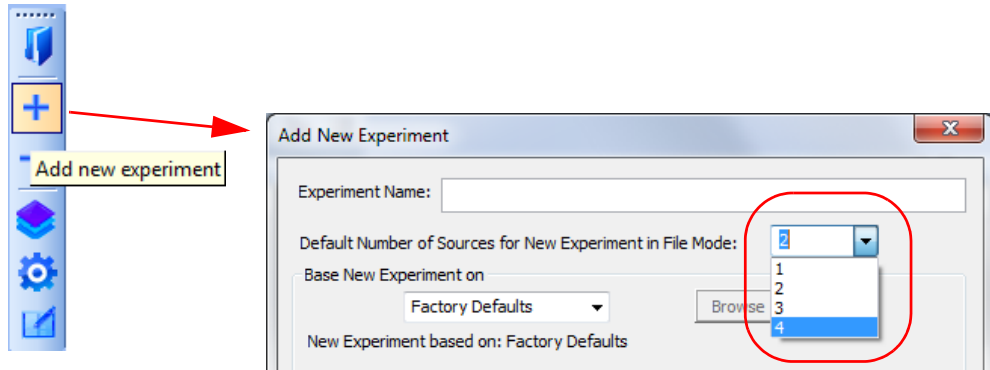 Add new experiment
Add New Experiment
Experiment Name:
Default Number of Sources for New Experiment in File Mode: 2
1
2
3
4
Base New Experiment on
Factory Defaults
Browse
New Experiment based on: Factory Defaults